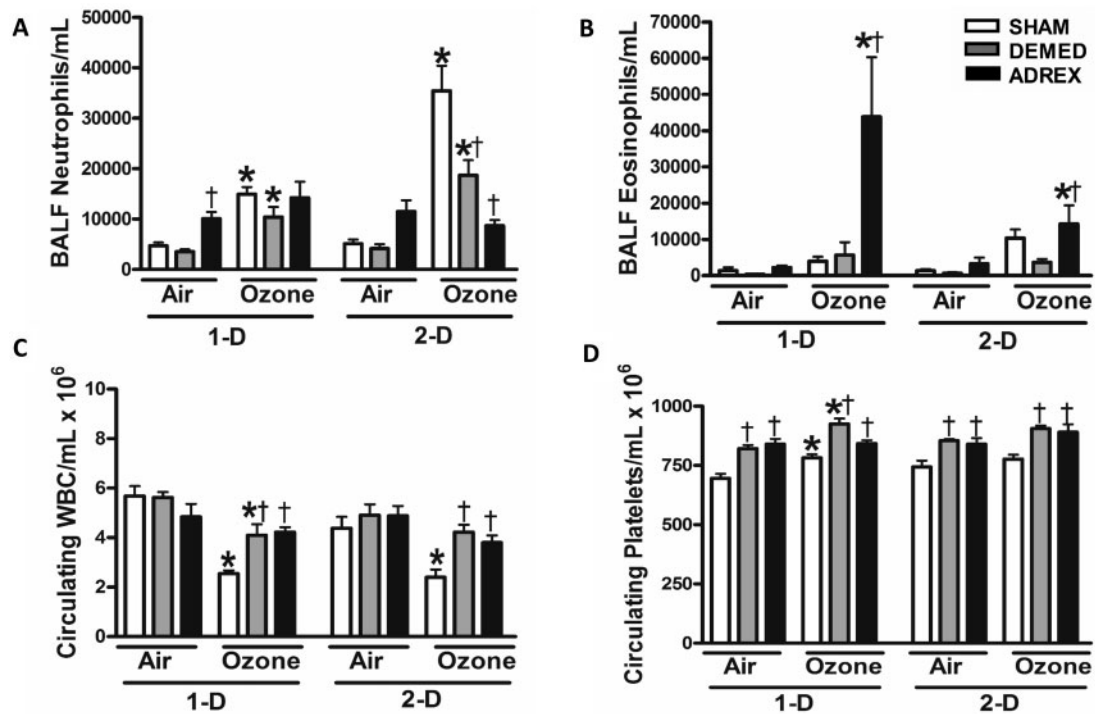 A
BALF Neutrophils/mL
50000
40000
30000
20000
10000
0
†
*
*
*
*†
†
Air
Ozone
Air
Ozone
1-D
2-D
B
BALF Eosinophils/mL
70000
60000
50000
40000
30000
20000
10000
0
*†
*†
SHAM
DEMED
ADREX
Air
Ozone
Air
Ozone
1-D
2-D
C
Circulating WBC/mL x 10⁶
10
8
6
4
2
0
*
*†
†
*
†
†
Air
Ozone
Air
Ozone
1-D
2-D
D
Circulating Platelets/mL x 10⁶
1000
750
500
750
0
†
†
*
*†
†
†
†
†
†
Air
Ozone
Air
Ozone
1-D
2-D